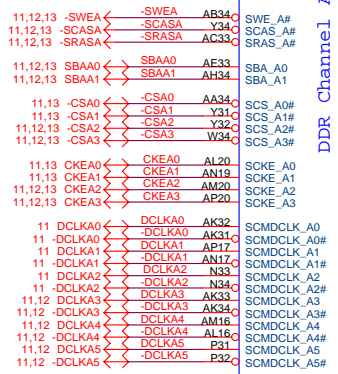 11,12,13 -SWEA -SWEA AB34 SWE_A#
11,12,13 -SCASA -SCASA Y34 SCAS_A#
11,12,13 -SRASA -SRASA AC33 SRAS_A#
11,12,13 SBAA0 SBAA0 AE33 SBA_A0
11,12,13 SBAA1 SBAA1 AH34 SBA_A1
11,13 -CSA0 -CSA0 AA34 SCS_A0#
11,13 -CSA1 -CSA1 Y31 SCS_A1#
11,12,13 -CSA2 -CSA2 Y32 SCS_A2#
11,12,13 -CSA3 -CSA3 W34 SCS_A3#
11,13 CKEA0 CKEA0 AL20 SCKE_A0
11,13 CKEA1 CKEA1 AN19 SCKE_A1
11,12,13 CKEA2 CKEA2 AM20 SCKE_A2
11,12,13 CKEA3 CKEA3 AP20 SCKE_A3
11 DCLKA0 DCLKA0 AK32 SCMDCLK_A0
11 -DCLKA0 -DCLKA0 AK31 SCMDCLK_A0#
11 DCLKA1 DCLKA1 AP17 SCMDCLK_A1
11 -DCLKA1 -DCLKA1 AN17 SCMDCLK_A1#
11 DCLKA2 DCLKA2 N33 SCMDCLK_A2
11 -DCLKA2 -DCLKA2 N34 SCMDCLK_A2#
11,12 DCLKA3 DCLKA3 AK33 SCMDCLK_A3
11,12 -DCLKA3 -DCLKA3 AK34 SCMDCLK_A3#
11,12 DCLKA4 DCLKA4 AM16 SCMDCLK_A4
11,12 -DCLKA4 -DCLKA4 AL16 SCMDCLK_A4#
11,12 DCLKA5 DCLKA5 P31 SCMDCLK_A5
11,12 -DCLKA5 -DCLKA5 P32 SCMDCLK_A5#
DDR Channel A